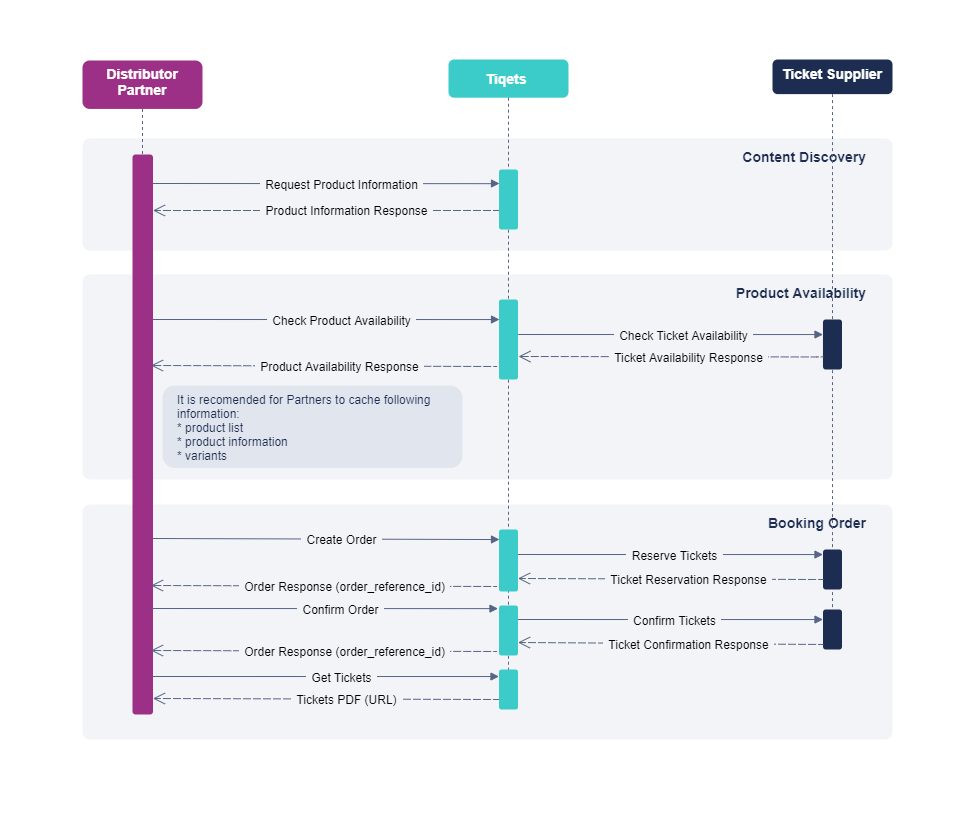 Distributor
Partner
Tiqets
Ticket Supplier
Content Discovery
Request Product Information
Product Information Response
Product Availability
Check Product Availability
Check Ticket Availability
Ticket Availability Response
Product Availability Response
It is recomended for Partners to cache following
information:
* product list
* product information
* variants
Booking Order
Create Order
Reserve Tickets
Ticket Reservation Response
Order Response (order_reference_id)
Confirm Order
Confirm Tickets
Ticket Confirmation Response
Order Response (order_reference_id)
Get Tickets
Tickets PDF (URL)